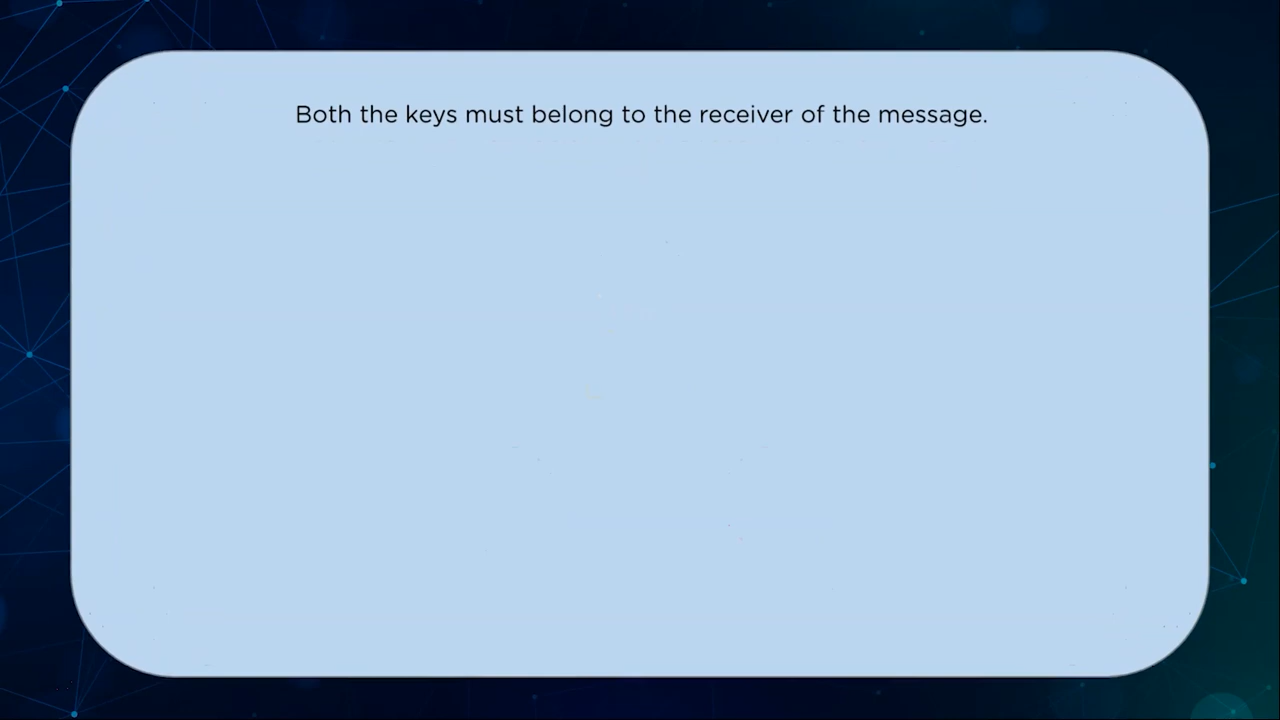 Both the keys must belong to the receiver of the message.